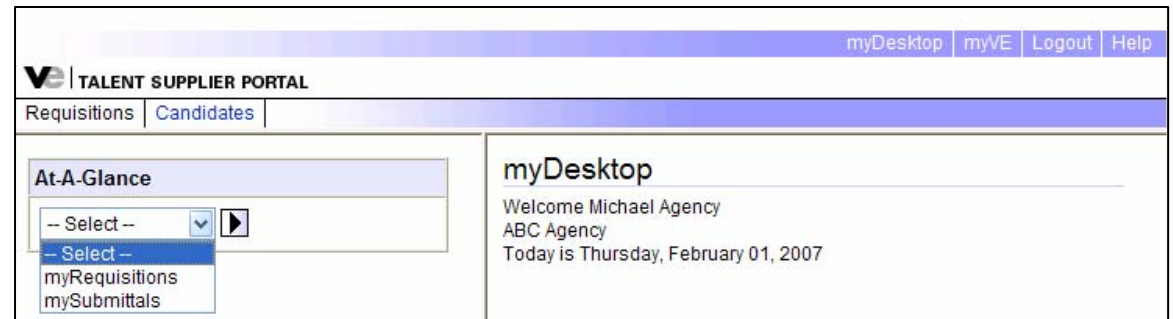 myDesktop myVE Logout Help
VE TALENT SUPPLIER PORTAL
Requisitions Candidates
At-A-Glance
-- Select --
-- Select --
myRequisitions
mySubmittals
myDesktop
Welcome Michael Agency
ABC Agency
Today is Thursday, February 01, 2007